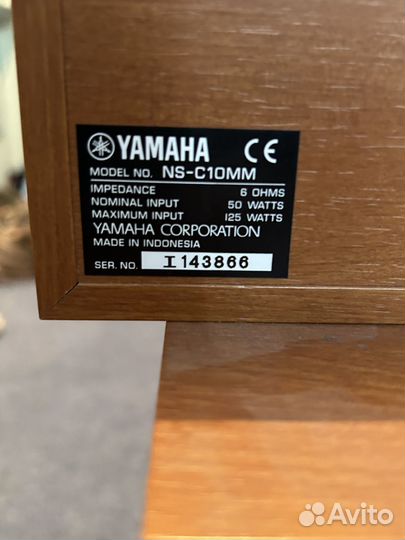 YAMAHA CE
MODEL NO. NS-C10MM
IMPEDANCE 6 OHMS
NOMINAL INPUT 50 WATTS
MAXIMUM INPUT 125 WATTS
YAMAHA CORPORATION
MADE IN INDONESIA
SER. NO. I143866
Avito